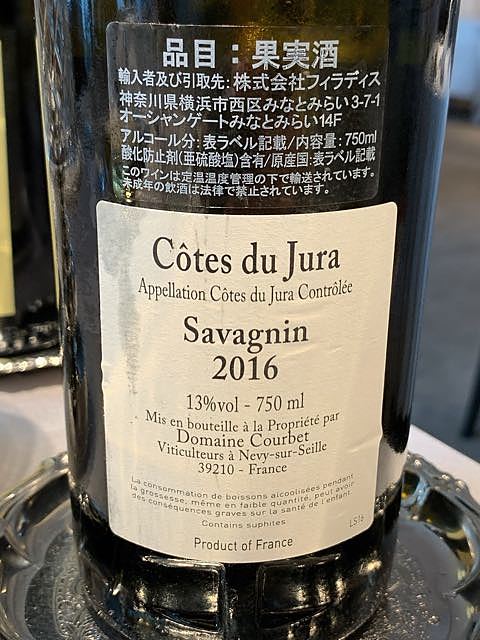 品目：果実酒
輸入者及び引取先：株式会社フィラディス
神奈川県横浜市西区みなとみらい3-7-1
オーシャンゲートみなとみらい14F
アルコール分：表ラベル記載/内容量：750ml
酸化防止剤(亜硫酸塩)含有/原産国：表ラベル記載
このワインは定温温度管理の下で輸送されています。
未成年の飲酒は法律で禁止されています。
Côtes du Jura
Appellation Côtes du Jura Contrôlée
Savagnin
2016
13%vol - 750 ml
Mis en bouteille à la Propriété par
Domaine Courbet
Viticulteurs à Nevy-sur-Seille
39210 - France
La consommation de boissons alcoolisées pendant
la grossesse, même en faible quantité, peut avoir
des conséquences graves sur la santé de l'enfant.
Contains suphites
LS16
Product of France